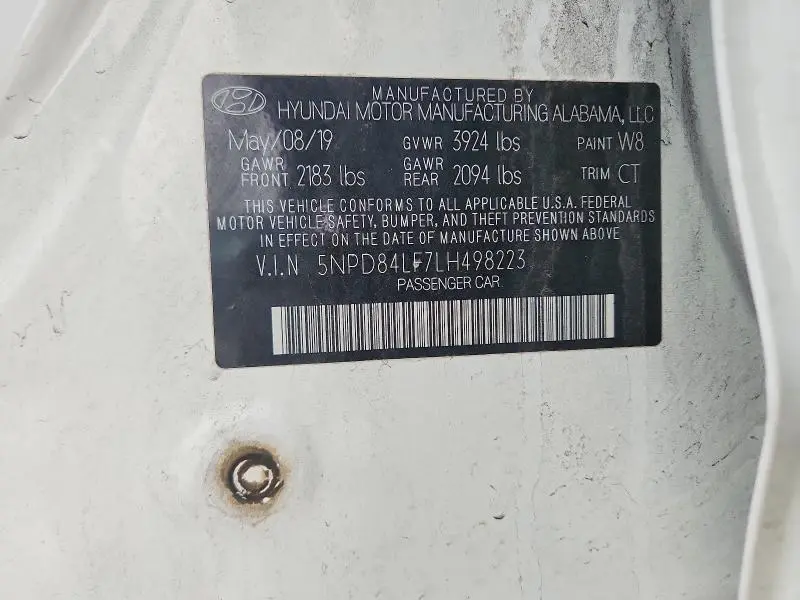 MANUFACTURED BY
HYUNDAI MOTOR MANUFACTURING ALABAMA, LLC
May/08/19 GVWR 3924 lbs PAINT W8
GAWR FRONT 2183 lbs GAWR REAR 2094 lbs TRIM CT
THIS VEHICLE CONFORMS TO ALL APPLICABLE U.S.A. FEDERAL
MOTOR VEHICLE SAFETY, BUMPER, AND THEFT PREVENTION STANDARDS
IN EFFECT ON THE DATE OF MANUFACTURE SHOWN ABOVE
V.I.N 5NPD84LF7LH498223
PASSENGER CAR